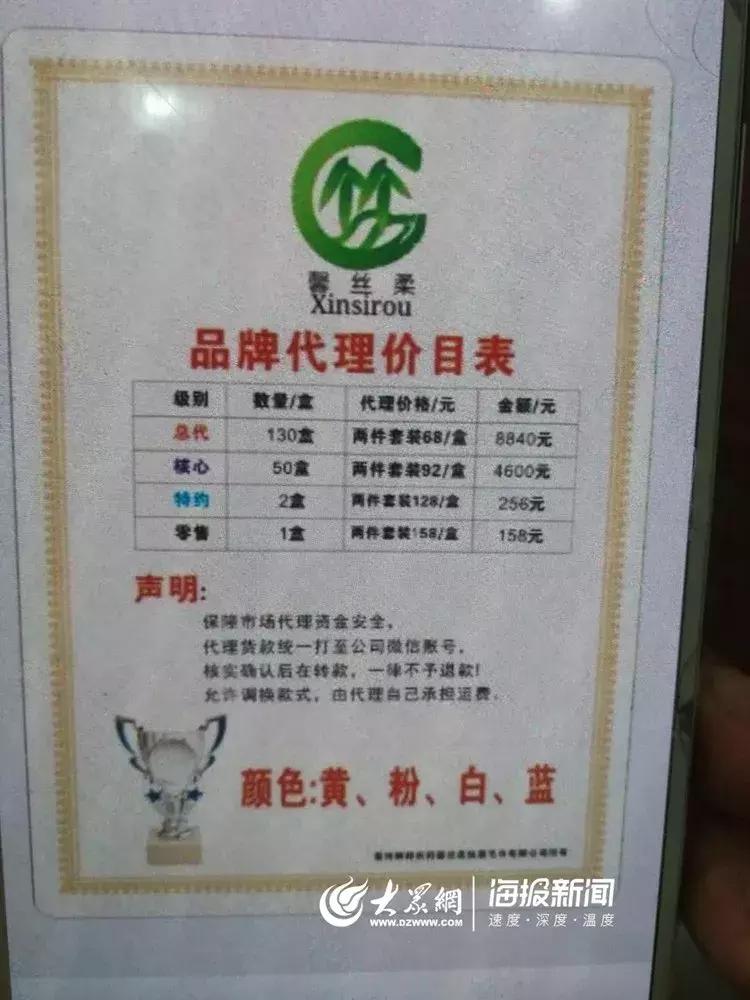 馨丝柔
Xinsirou
品牌代理价目表
级别 数量/盒 代理价格/元 金额/元
总代 130盒 两件套装68/盒 8840元
核心 50盒 两件套装92/盒 4600元
特约 2盒 两件套装128/盒 256元
零售 1盒 两件套装158/盒 158元
声明:
保障市场代理资金安全,
代理货款统一打至公司微信账号,
核实确认后在转款,一律不予退款!
允许调换款式,由代理自己承担运费.
颜色:黄、粉、白、蓝
大众網 海报新闻
WWW.DZWWW.COM 速度·深度·温度